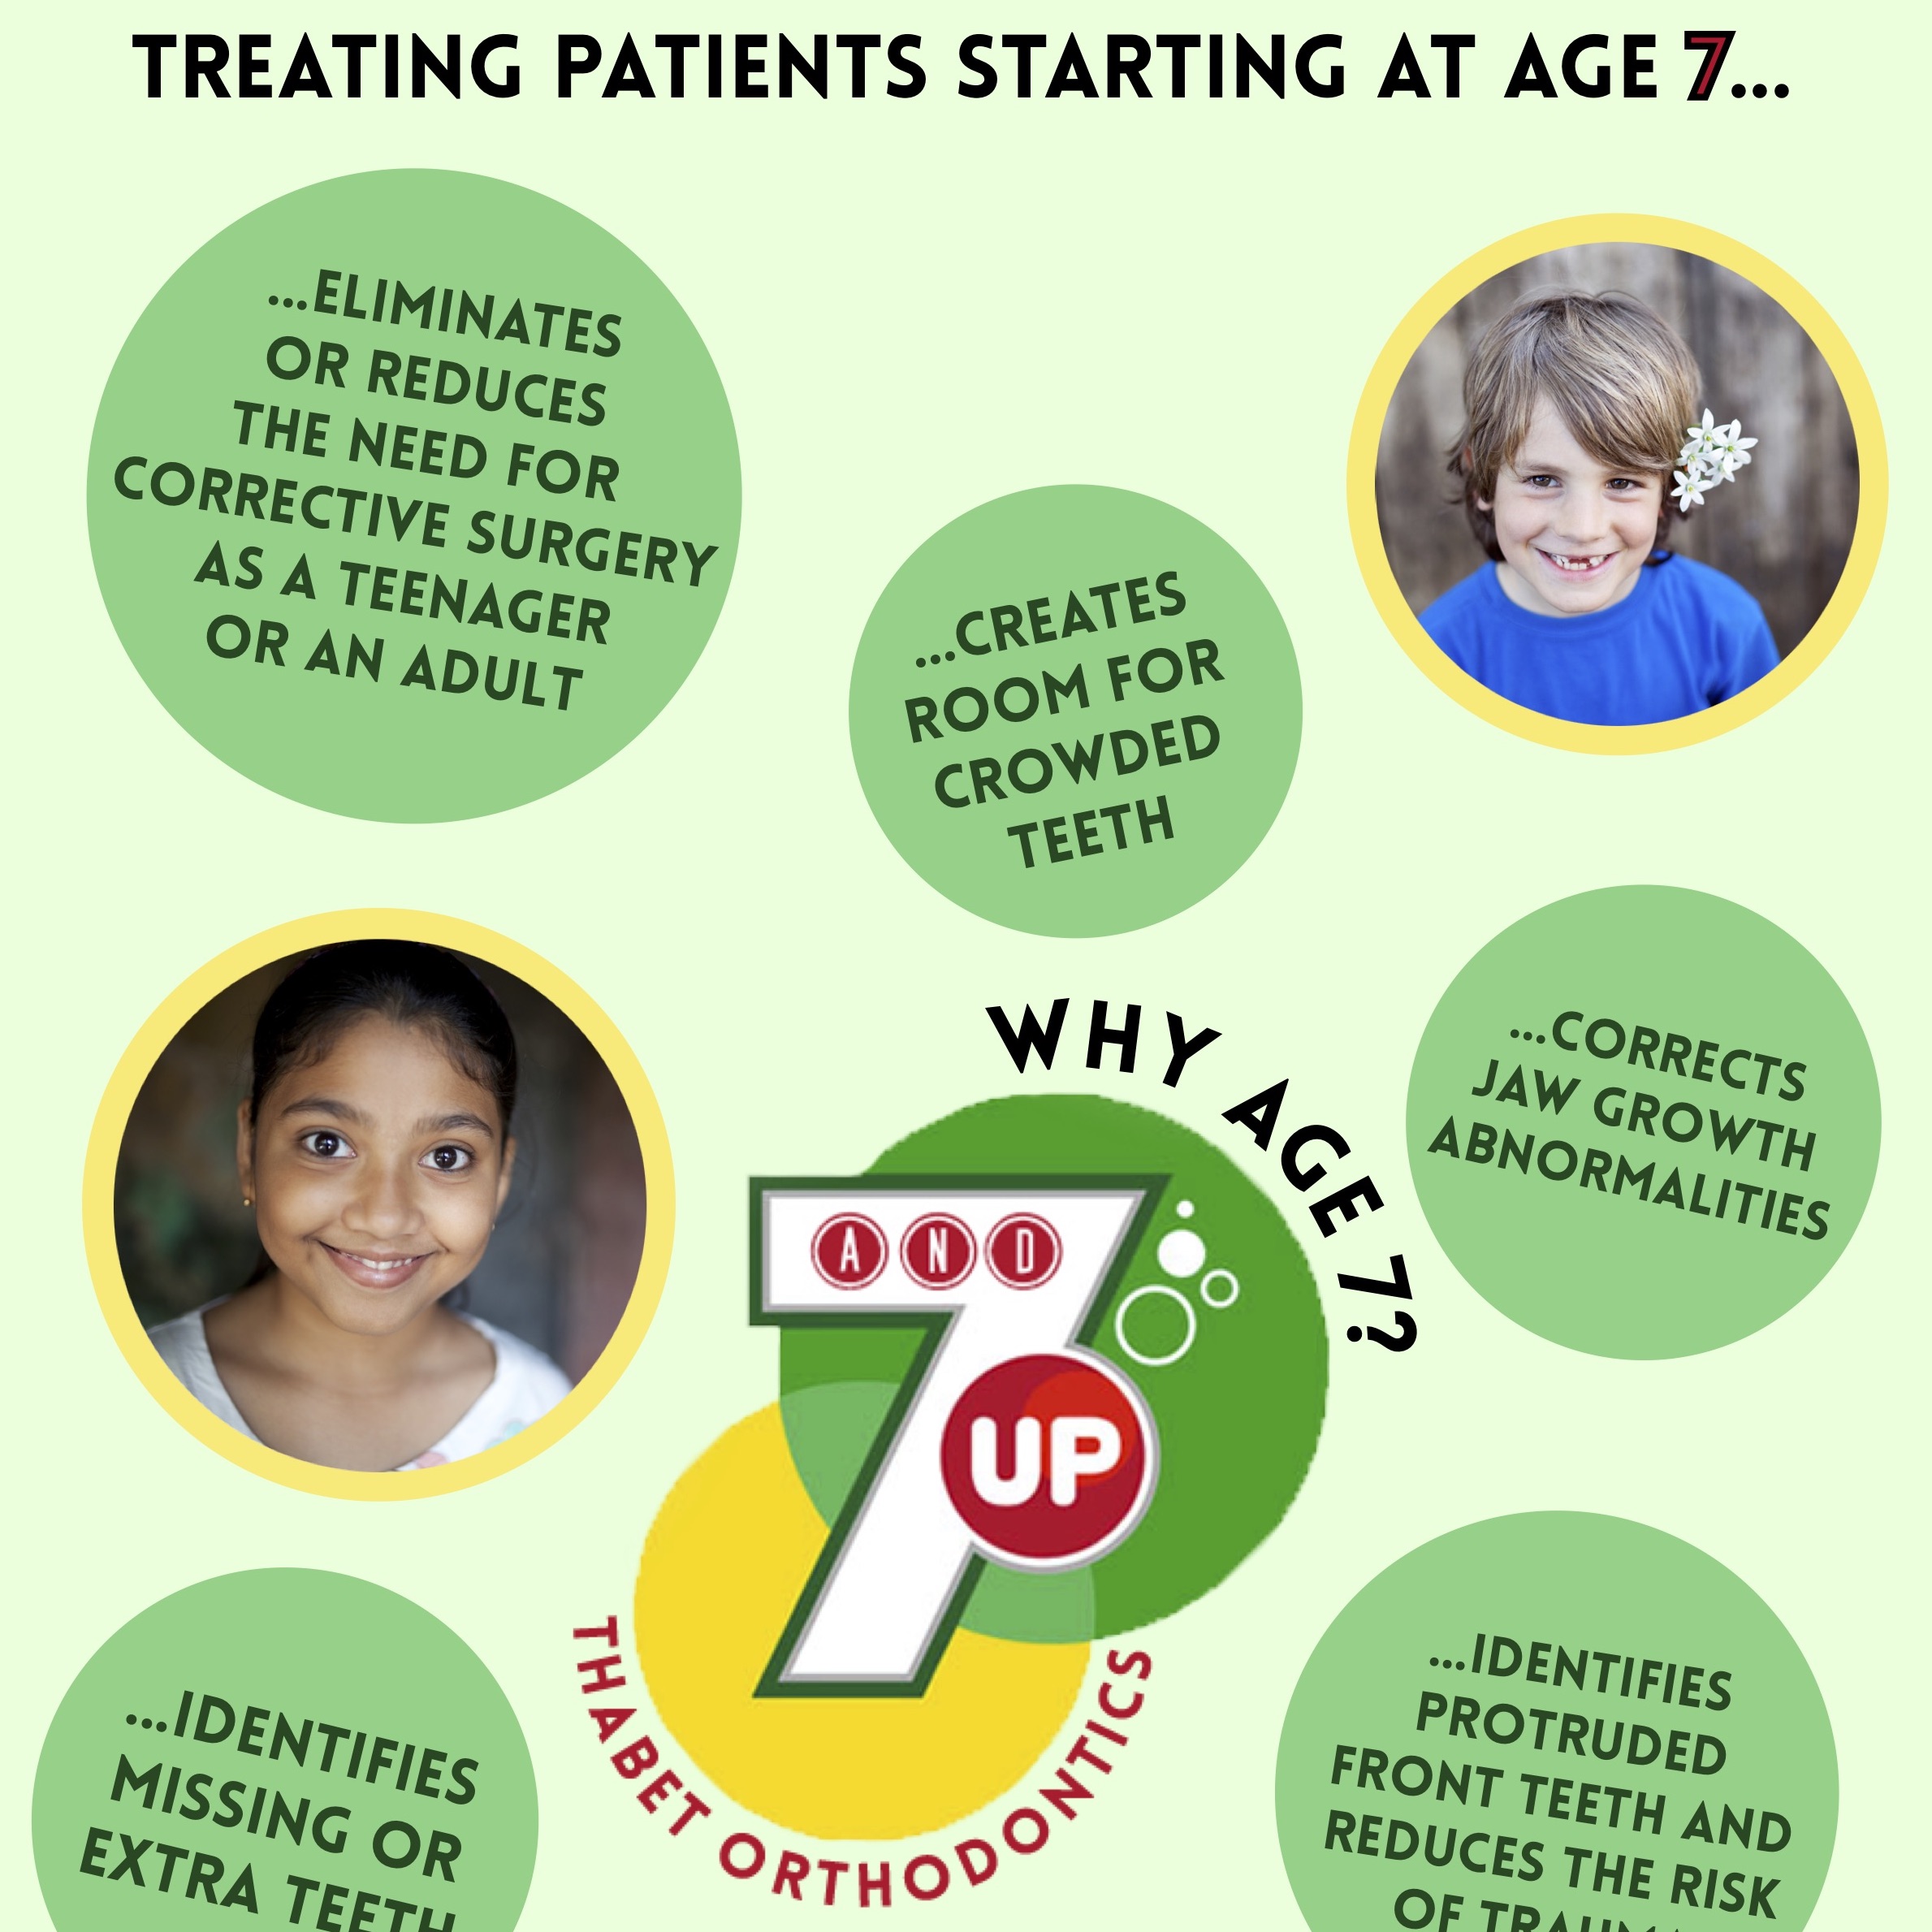 TREATING PATIENTS STARTING AT AGE 7...
...ELIMINATES
OR REDUCES
THE NEED FOR
CORRECTIVE SURGERY
AS A TEENAGER
OR AN ADULT
...CREATES
ROOM FOR
CROWDED
TEETH
...CORRECTS
JAW GROWTH
ABNORMALITIES
WHY AGE 7?
7
AND
UP
THABET ORTHODONTICS
...IDENTIFIES
MISSING OR
EXTRA TEETH
...IDENTIFIES
PROTRUDED
FRONT TEETH AND
REDUCES THE RISK
OF